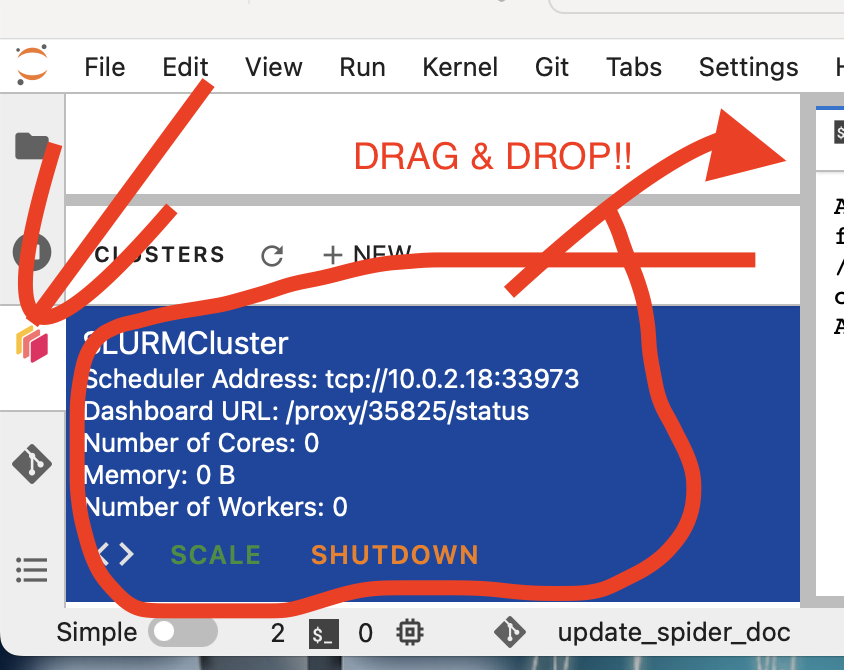 File Edit View Run Kernel Git Tabs Settings H
DRAG & DROP!!
$
CLUSTERS + NEW
A
f
/
c
A
SLURMCluster
Scheduler Address: tcp://10.0.2.18:33973
Dashboard URL: /proxy/35825/status
Number of Cores: 0
Memory: 0 B
Number of Workers: 0
< > SCALE SHUTDOWN
Simple 2 $_ 0 update_spider_doc